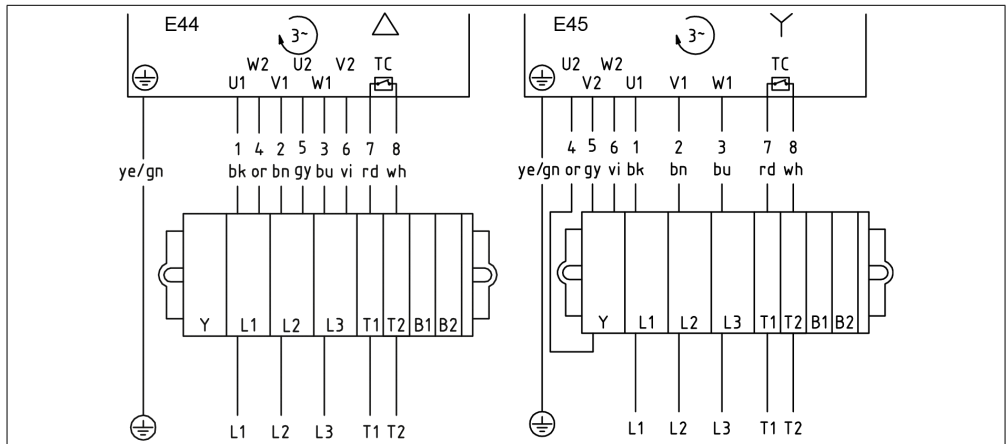 E44 3~
W2 U2 V2 TC
U1 V1 W1
1 4 2 5 3 6 7 8
ye/gn bk or bn gy bu vi rd wh
Y L1 L2 L3 T1 T2 B1 B2
L1 L2 L3 T1 T2
E45 3~
U2 W2 TC
V2 U1 V1 W1
4 5 6 1 2 3 7 8
ye/gn or gy vi bk bn bu rd wh
Y L1 L2 L3 T1 T2 B1 B2
L1 L2 L3 T1 T2